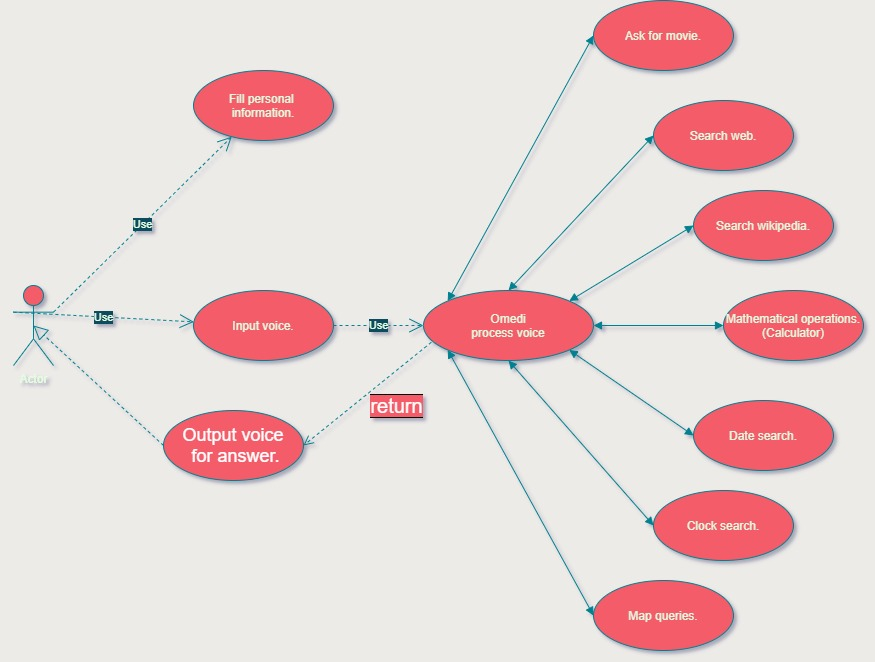 Ask for movie.
Fill personal
information.
Search web.
Use
Search wikipedia.
Use
Input voice.
Use
Omedi
process voice
Mathematical operations.
(Calculator)
Actor
return
Output voice
for answer.
Date search.
Clock search.
Map queries.